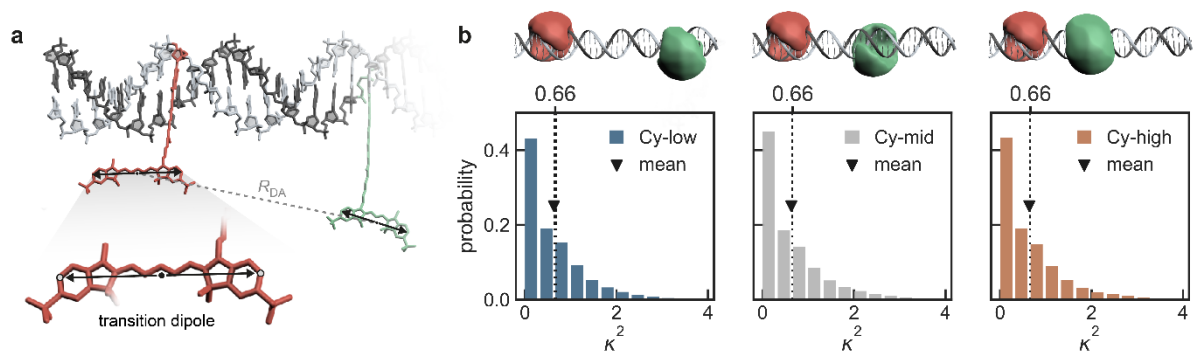 a
R_DA
transition dipole
b
0.66
Cy-low
mean
probability
0.4
0.2
0.0
0 2 4
κ²
0.66
Cy-mid
mean
0 2 4
κ²
0.66
Cy-high
mean
0 2 4
κ²